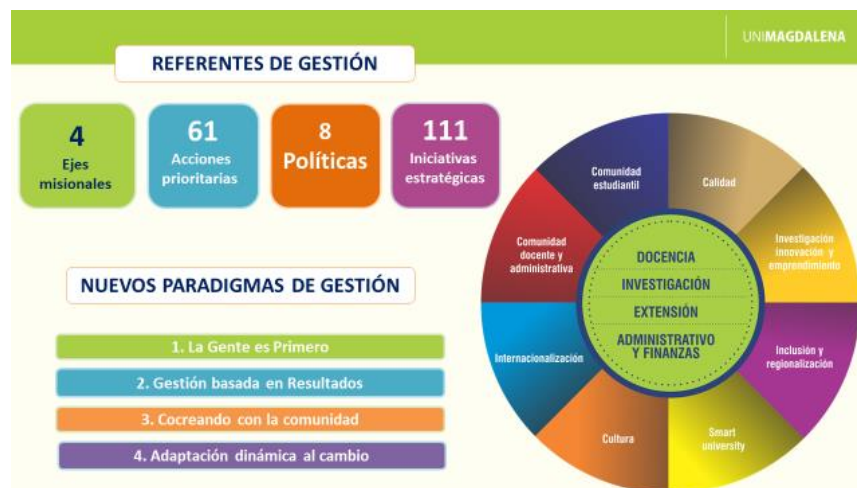 UNIMAGDALENA
REFERENTES DE GESTIÓN
4
Ejes
misionales
61
Acciones
prioritarias
8
Políticas
111
Iniciativas
estratégicas
NUEVOS PARADIGMAS DE GESTIÓN
1. La Gente es Primero
2. Gestión basada en Resultados
3. Cocreando con la comunidad
4. Adaptación dinámica al cambio
Comunidad
estudiantil
Calidad
Investigación
innovación y
emprendimiento
Inclusión y
regionalización
Smart
university
Cultura
Internacionalización
Comunidad
docente y
administrativa
DOCENCIA
INVESTIGACIÓN
EXTENSIÓN
ADMINISTRATIVO
Y FINANZAS